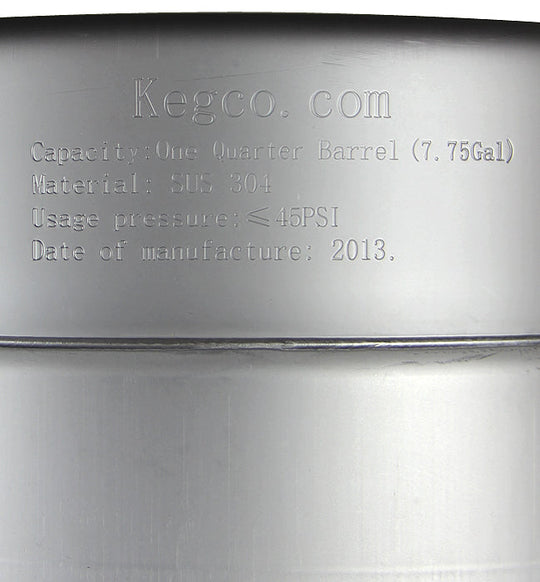 Kegco.com
Capacity:One Quarter Barrel (7.75Gal)
Material: SUS 304
Usage pressure:≤45PSI
Date of manufacture: 2013.